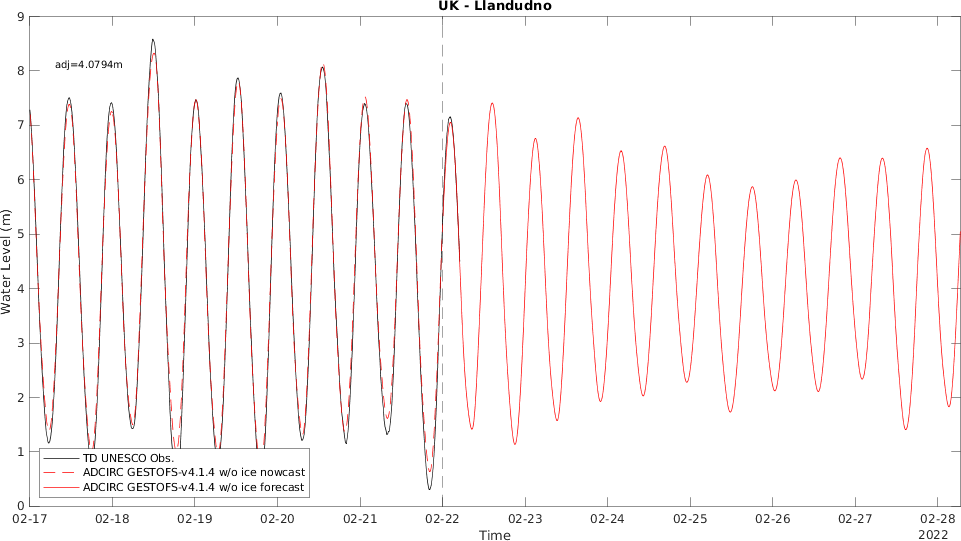 UK - Llandudno
adj=4.0794m
9
8
7
6
5
4
3
2
1
0
Water Level (m)
TD UNESCO Obs.
ADCIRC GESTOFS-v4.1.4 w/o ice nowcast
ADCIRC GESTOFS-v4.1.4 w/o ice forecast
02-17 02-18 02-19 02-20 02-21 02-22 02-23 02-24 02-25 02-26 02-27 02-28
Time
2022